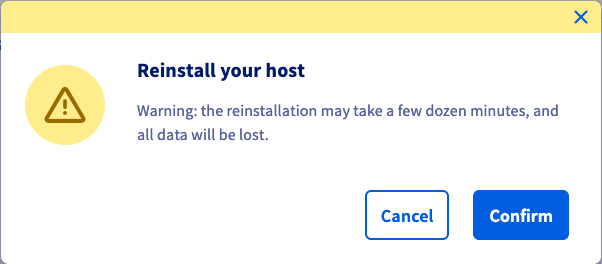 Reinstall your host
Warning: the reinstallation may take a few dozen minutes, and
all data will be lost.
Cancel
Confirm